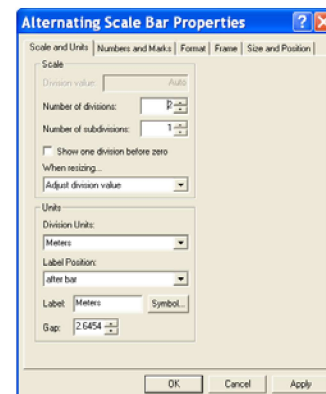 Alternating Scale Bar Properties
Scale and Units Numbers and Marks Format Frame Size and Position
Scale
Division value: Auto
Number of divisions: 2
Number of subdivisions: 1
Show one division before zero
When resizing...
Adjust division value
Units
Division Units:
Meters
Label Position:
after bar
Label: Meters Symbol...
Gap: 2.6454
OK Cancel Apply